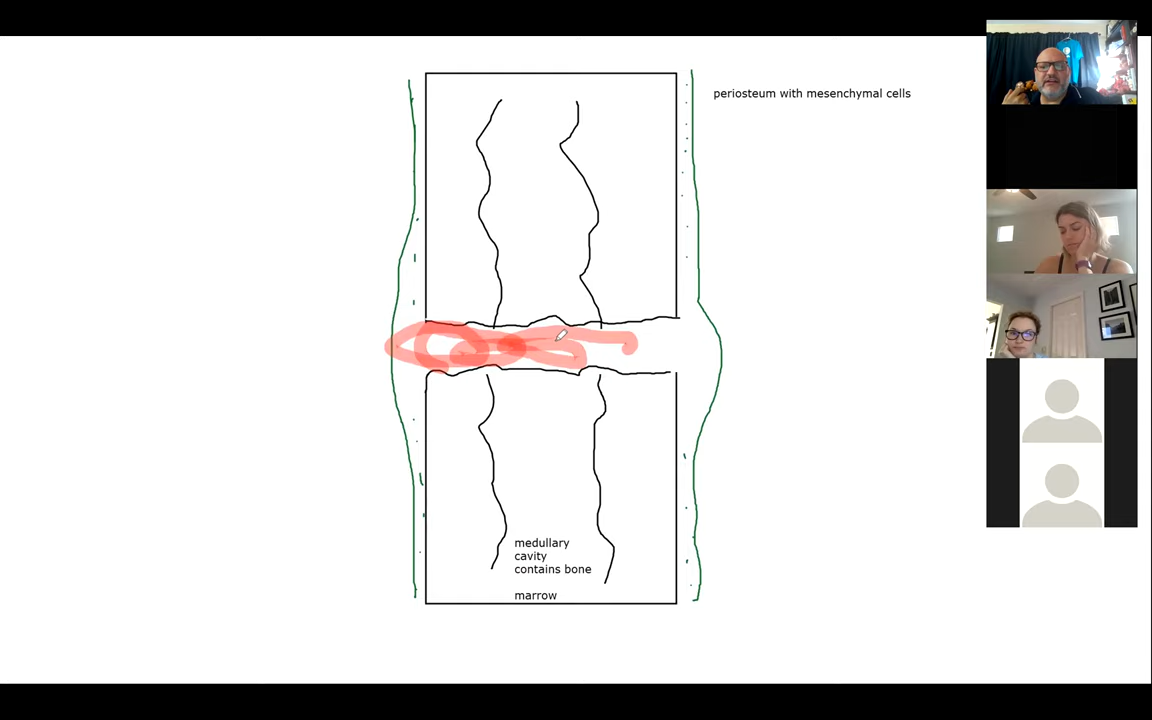 periosteum with mesenchymal cells
medullary
cavity
contains bone
marrow